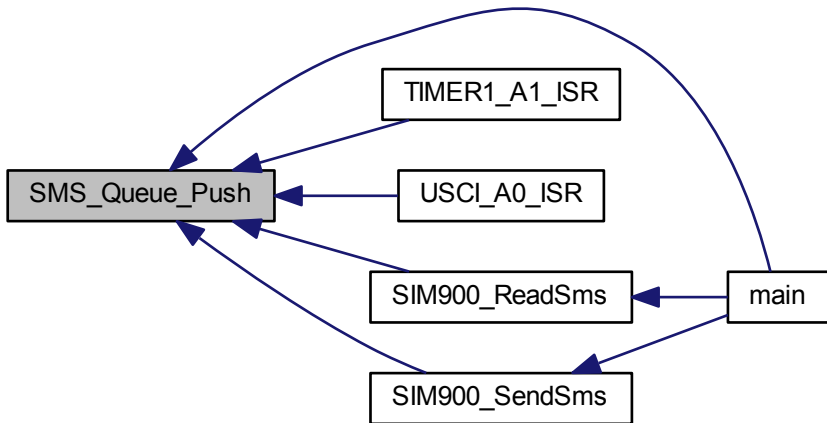 TIMER1_A1_ISR
SMS_Queue_Push
USCI_A0_ISR
SIM900_ReadSms
main
SIM900_SendSms